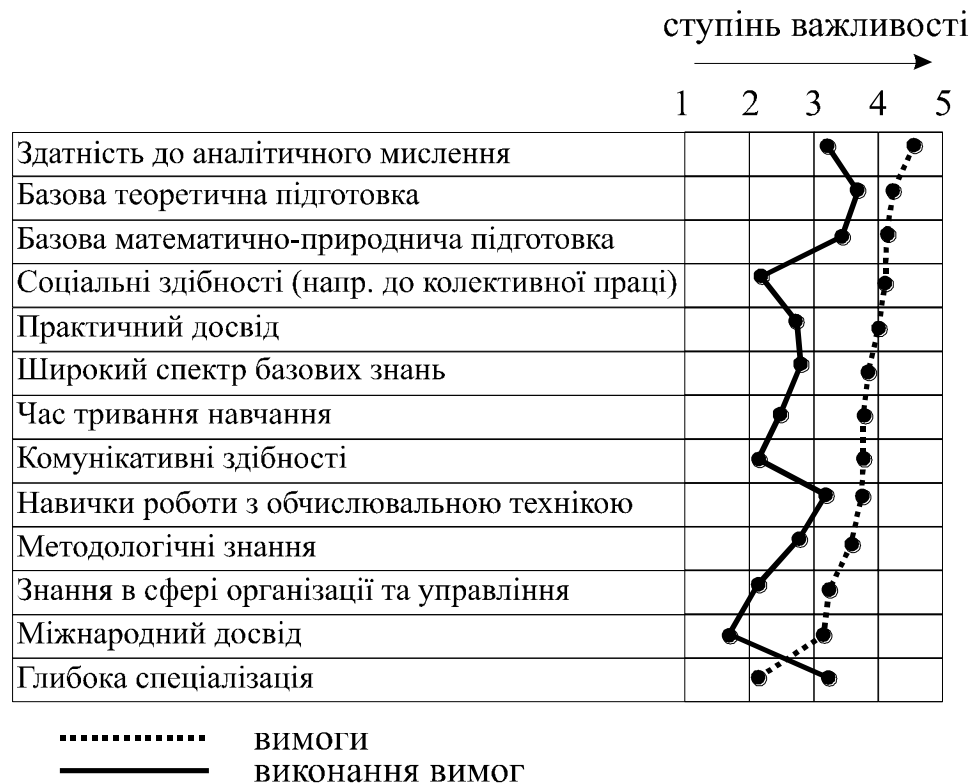 ступінь важливості
1 2 3 4 5
Здатність до аналітичного мислення
Базова теоретична підготовка
Базова математично-природнича підготовка
Соціальні здібності (напр. до колективної праці)
Практичний досвід
Широкий спектр базових знань
Час тривання навчання
Комунікативні здібності
Навички роботи з обчислювальною технікою
Методологічні знання
Знання в сфері організації та управління
Міжнародний досвід
Глибока спеціалізація
вимоги
виконання вимог